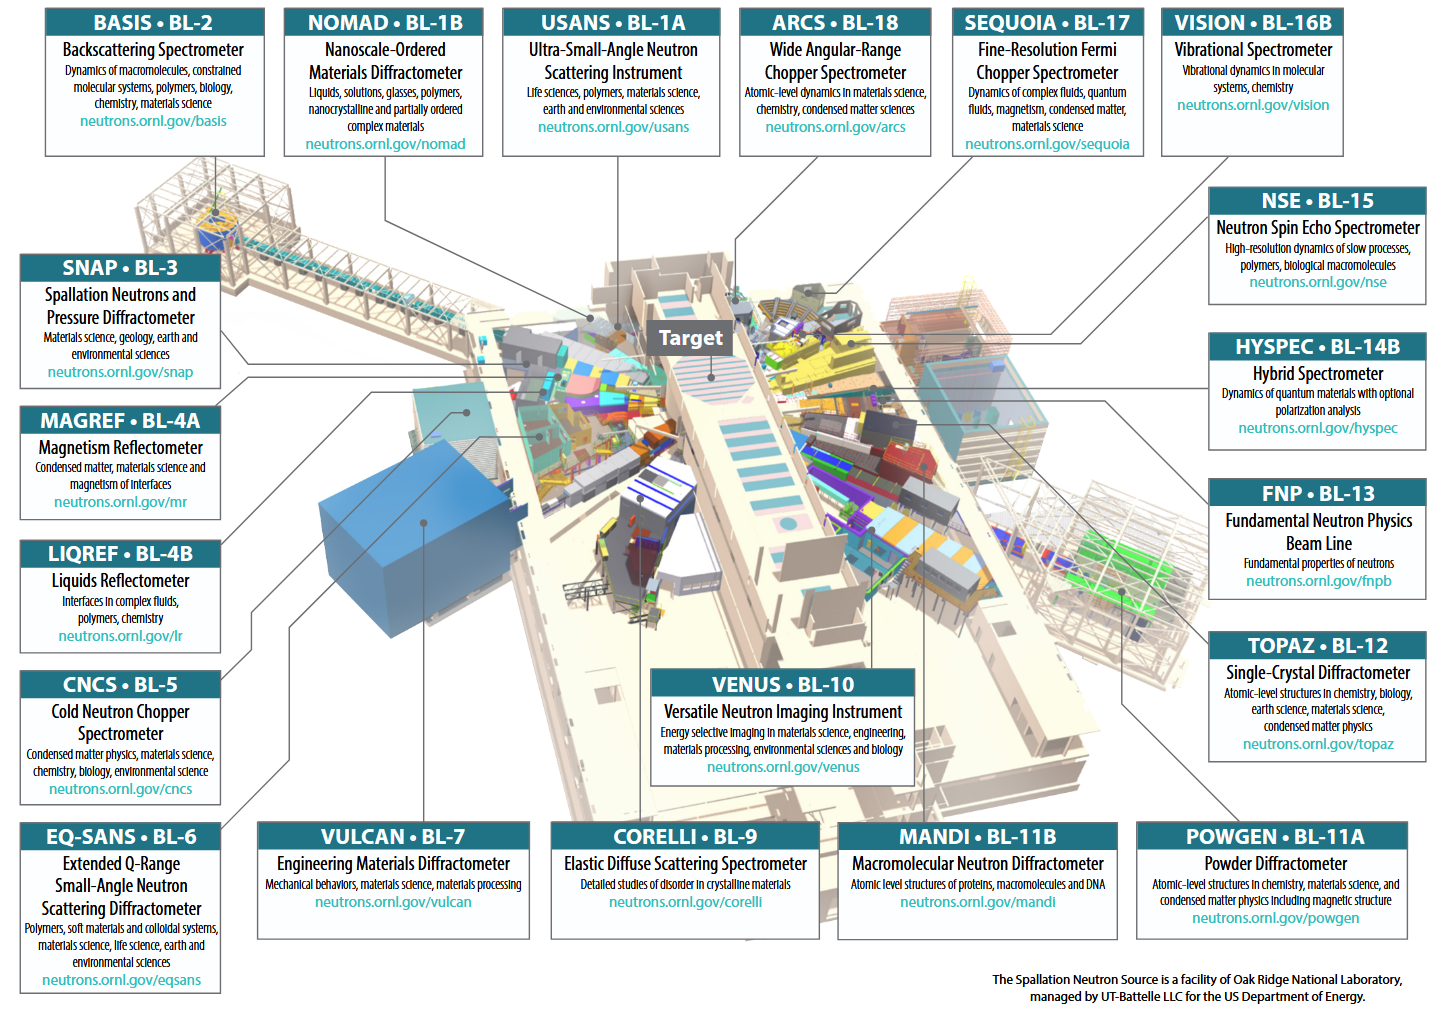 BASIS • BL-2
Backscattering Spectrometer
Dynamics of macromolecules, constrained
molecular systems, polymers, biology,
chemistry, materials science
neutrons.ornl.gov/basis
NOMAD • BL-1B
Nanoscale-Ordered
Materials Diffractometer
Liquids, solutions, glasses, polymers,
nanocrystalline and partially ordered
complex materials
neutrons.ornl.gov/nomad
USANS • BL-1A
Ultra-Small-Angle Neutron
Scattering Instrument
Life sciences, polymers, materials science,
earth and environmental sciences
neutrons.ornl.gov/usans
ARCS • BL-18
Wide Angular-Range
Chopper Spectrometer
Atomic-level dynamics in materials science,
chemistry, condensed matter sciences
neutrons.ornl.gov/arcs
SEQUOIA • BL-17
Fine-Resolution Fermi
Chopper Spectrometer
Dynamics of complex fluids, quantum
fluids, magnetism, condensed matter,
materials science
neutrons.ornl.gov/sequoia
VISION • BL-16B
Vibrational Spectrometer
Vibrational dynamics in molecular
systems, chemistry
neutrons.ornl.gov/vision
NSE • BL-15
Neutron Spin Echo Spectrometer
High-resolution dynamics of slow processes,
polymers, biological macromolecules
neutrons.ornl.gov/nse
SNAP • BL-3
Spallation Neutrons and
Pressure Diffractometer
Materials science, geology, earth and
environmental sciences
neutrons.ornl.gov/snap
Target
HYSPEC • BL-14B
Hybrid Spectrometer
Dynamics of quantum materials with optional
polarization analysis
neutrons.ornl.gov/hyspec
MAGREF • BL-4A
Magnetism Reflectometer
Condensed matter, materials science and
magnetism of interfaces
neutrons.ornl.gov/mr
FNP • BL-13
Fundamental Neutron Physics
Beam Line
Fundamental properties of neutrons
neutrons.ornl.gov/fnpb
LIQREF • BL-4B
Liquids Reflectometer
Interfaces in complex fluids,
polymers, chemistry
neutrons.ornl.gov/lr
TOPAZ • BL-12
Single-Crystal Diffractometer
Atomic-level structures in chemistry, biology,
earth science, materials science,
condensed matter physics
neutrons.ornl.gov/topaz
CNCS • BL-5
Cold Neutron Chopper
Spectrometer
Condensed matter physics, materials science,
chemistry, biology, environmental science
neutrons.ornl.gov/cncs
VENUS • BL-10
Versatile Neutron Imaging Instrument
Energy selective imaging in materials science, engineering,
materials processing, environmental sciences and biology
neutrons.ornl.gov/venus
EQ-SANS • BL-6
Extended Q-Range
Small-Angle Neutron
Scattering Diffractometer
Polymers, soft materials and colloidal systems,
materials science, life science, earth and
environmental sciences
neutrons.ornl.gov/eqsans
VULCAN • BL-7
Engineering Materials Diffractometer
Mechanical behaviors, materials science, materials processing
neutrons.ornl.gov/vulcan
CORELLI • BL-9
Elastic Diffuse Scattering Spectrometer
Detailed studies of disorder in crystalline materials
neutrons.ornl.gov/corelli
MANDI • BL-11B
Macromolecular Neutron Diffractometer
Atomic level structures of proteins, macromolecules and DNA
neutrons.ornl.gov/mandi
POWGEN • BL-11A
Powder Diffractometer
Atomic-level structures in chemistry, materials science, and
condensed matter physics including magnetic structure
neutrons.ornl.gov/powgen
The Spallation Neutron Source is a facility of Oak Ridge National Laboratory,
managed by UT-Battelle LLC for the US Department of Energy.